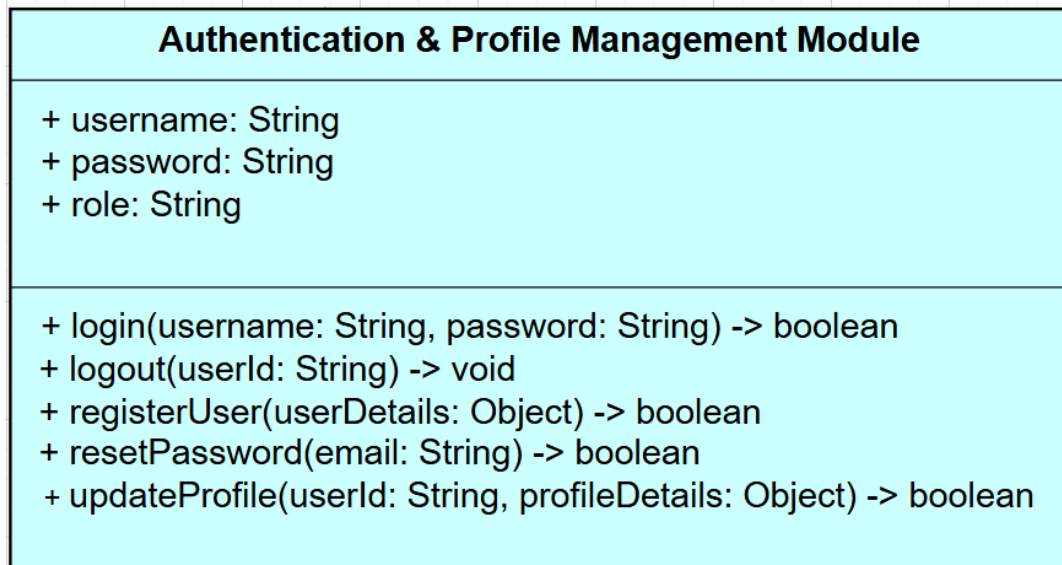 Authentication & Profile Management Module
+ username: String
+ password: String
+ role: String
+ login(username: String, password: String) -> boolean
+ logout(userId: String) -> void
+ registerUser(userDetails: Object) -> boolean
+ resetPassword(email: String) -> boolean
+ updateProfile(userId: String, profileDetails: Object) -> boolean